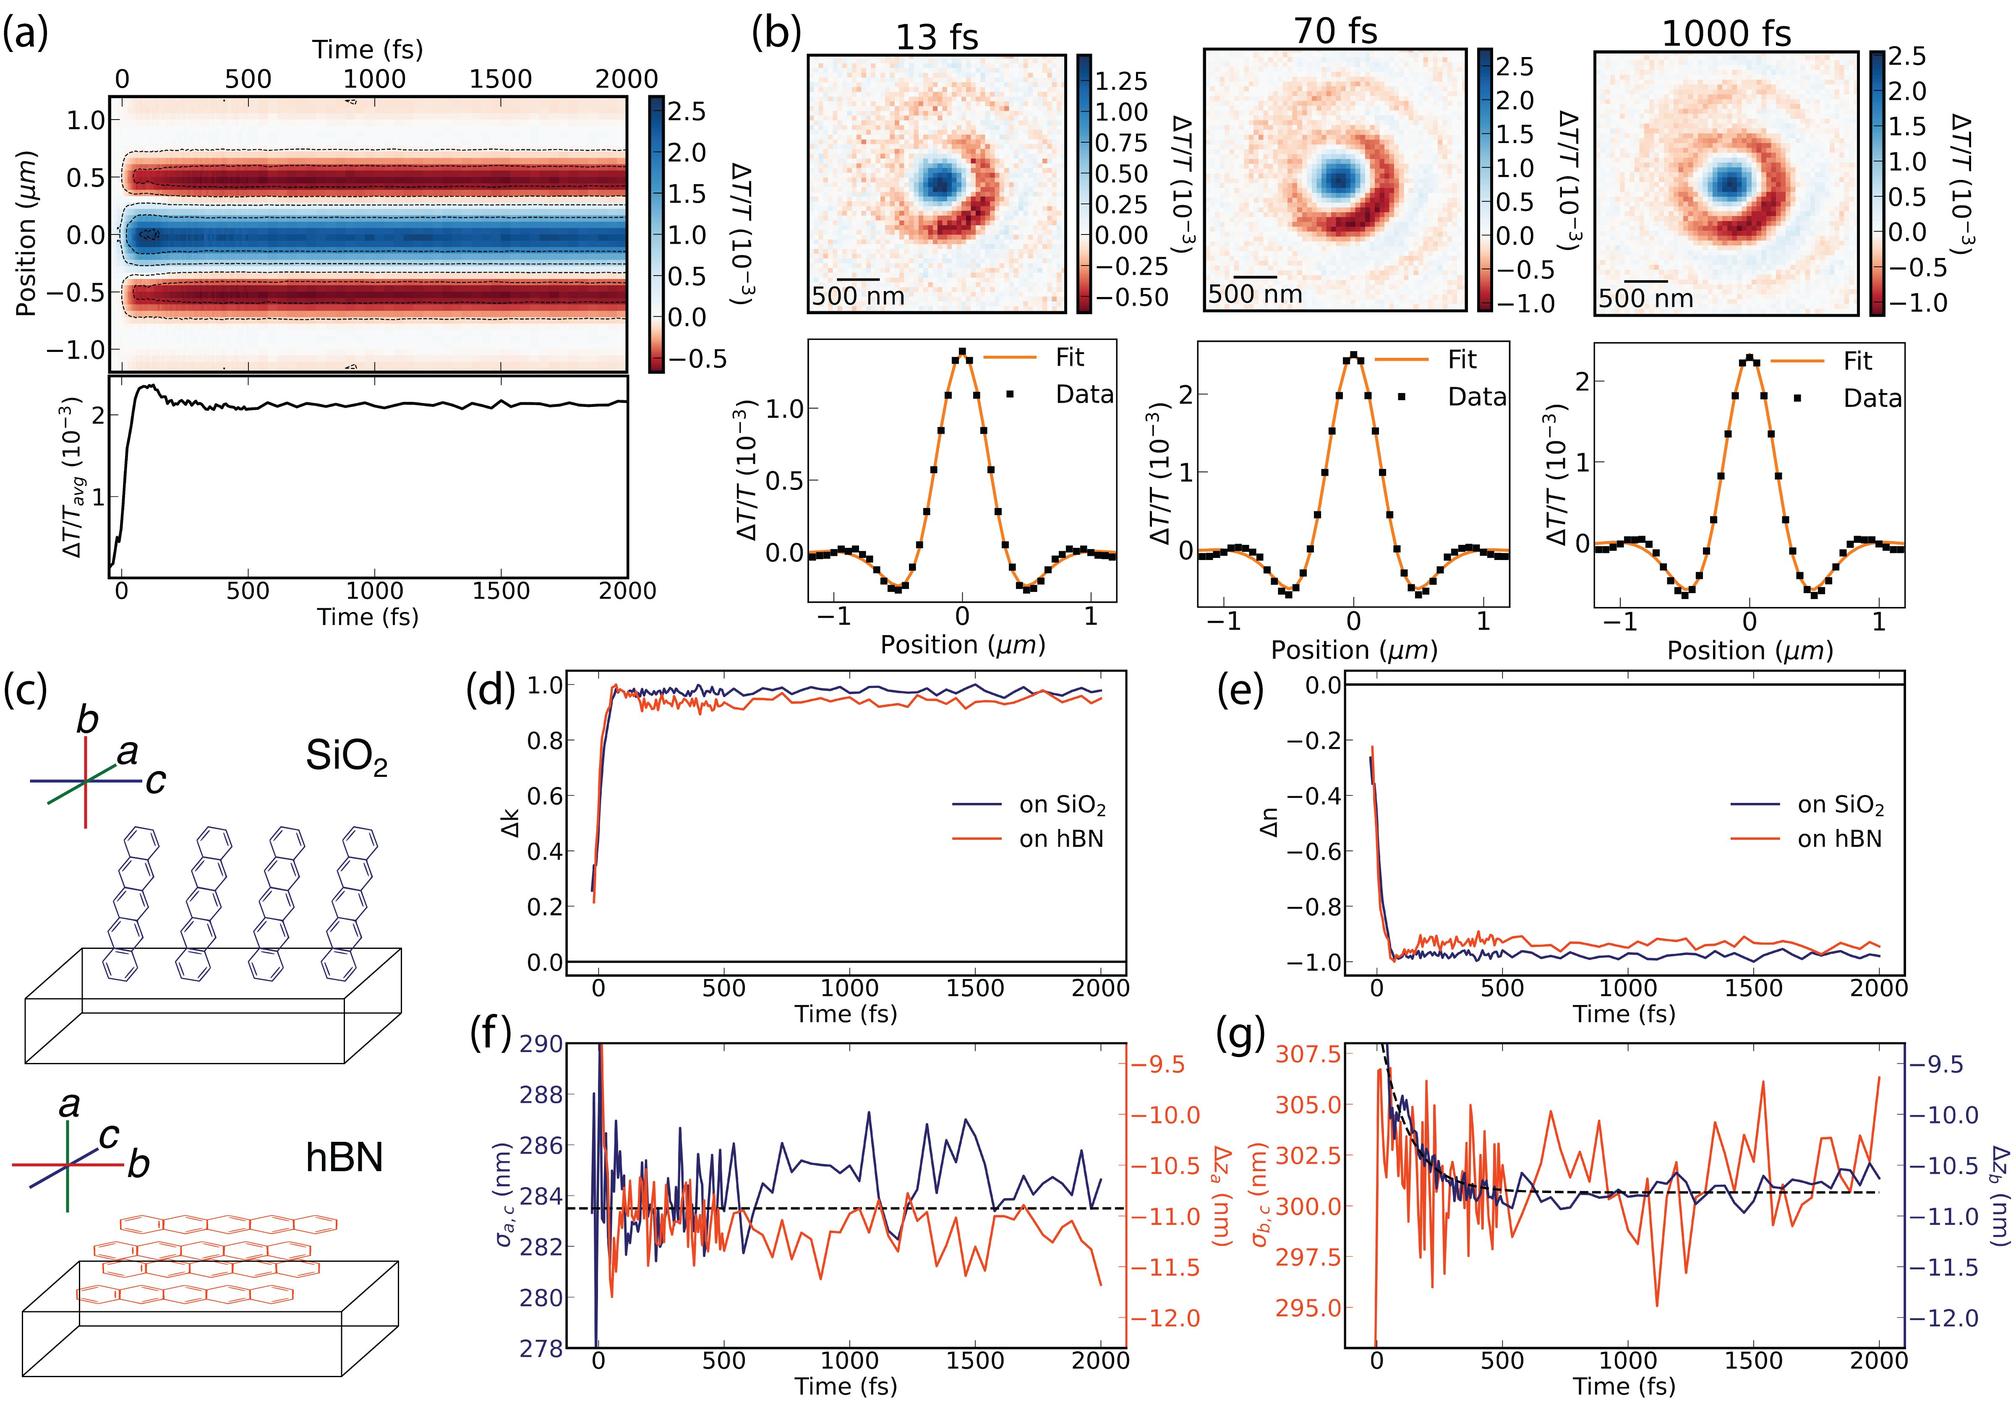 (a)
Time (fs)
0 500 1000 1500 2000
Position (μm)
1.0
0.5
0.0
−0.5
−1.0
2.5
2.0
1.5
1.0
0.5
0.0
−0.5
ΔT/T (10⁻³)
ΔT/T_avg (10⁻³)
2
1
0 500 1000 1500 2000
Time (fs)
(b)
13 fs
500 nm
1.25
1.00
0.75
0.50
0.25
0.00
−0.25
−0.50
ΔT/T (10⁻³)
70 fs
500 nm
2.5
2.0
1.5
1.0
0.5
0.0
−0.5
−1.0
ΔT/T (10⁻³)
1000 fs
500 nm
2.5
2.0
1.5
1.0
0.5
0.0
−0.5
−1.0
ΔT/T (10⁻³)
Fit
Data
ΔT/T (10⁻³)
1.0
0.5
0.0
−1 0 1
Position (μm)
Fit
Data
ΔT/T (10⁻³)
2
1
0
−1 0 1
Position (μm)
Fit
Data
ΔT/T (10⁻³)
2
1
0
−1 0 1
Position (μm)
(c)
b
a
c
SiO₂
a
c
b
hBN
(d)
Δk
1.0
0.8
0.6
0.4
0.2
0.0
on SiO₂
on hBN
0 500 1000 1500 2000
Time (fs)
(e)
Δn
0.0
−0.2
−0.4
−0.6
−0.8
−1.0
on SiO₂
on hBN
0 500 1000 1500 2000
Time (fs)
(f)
σ_a,c (nm)
290
288
286
284
282
280
278
−9.5
−10.0
−10.5
−11.0
−11.5
−12.0
Δz_a (nm)
0 500 1000 1500 2000
Time (fs)
(g)
σ_b,c (nm)
307.5
305.0
302.5
300.0
297.5
295.0
−9.5
−10.0
−10.5
−11.0
−11.5
−12.0
Δz_b (nm)
0 500 1000 1500 2000
Time (fs)